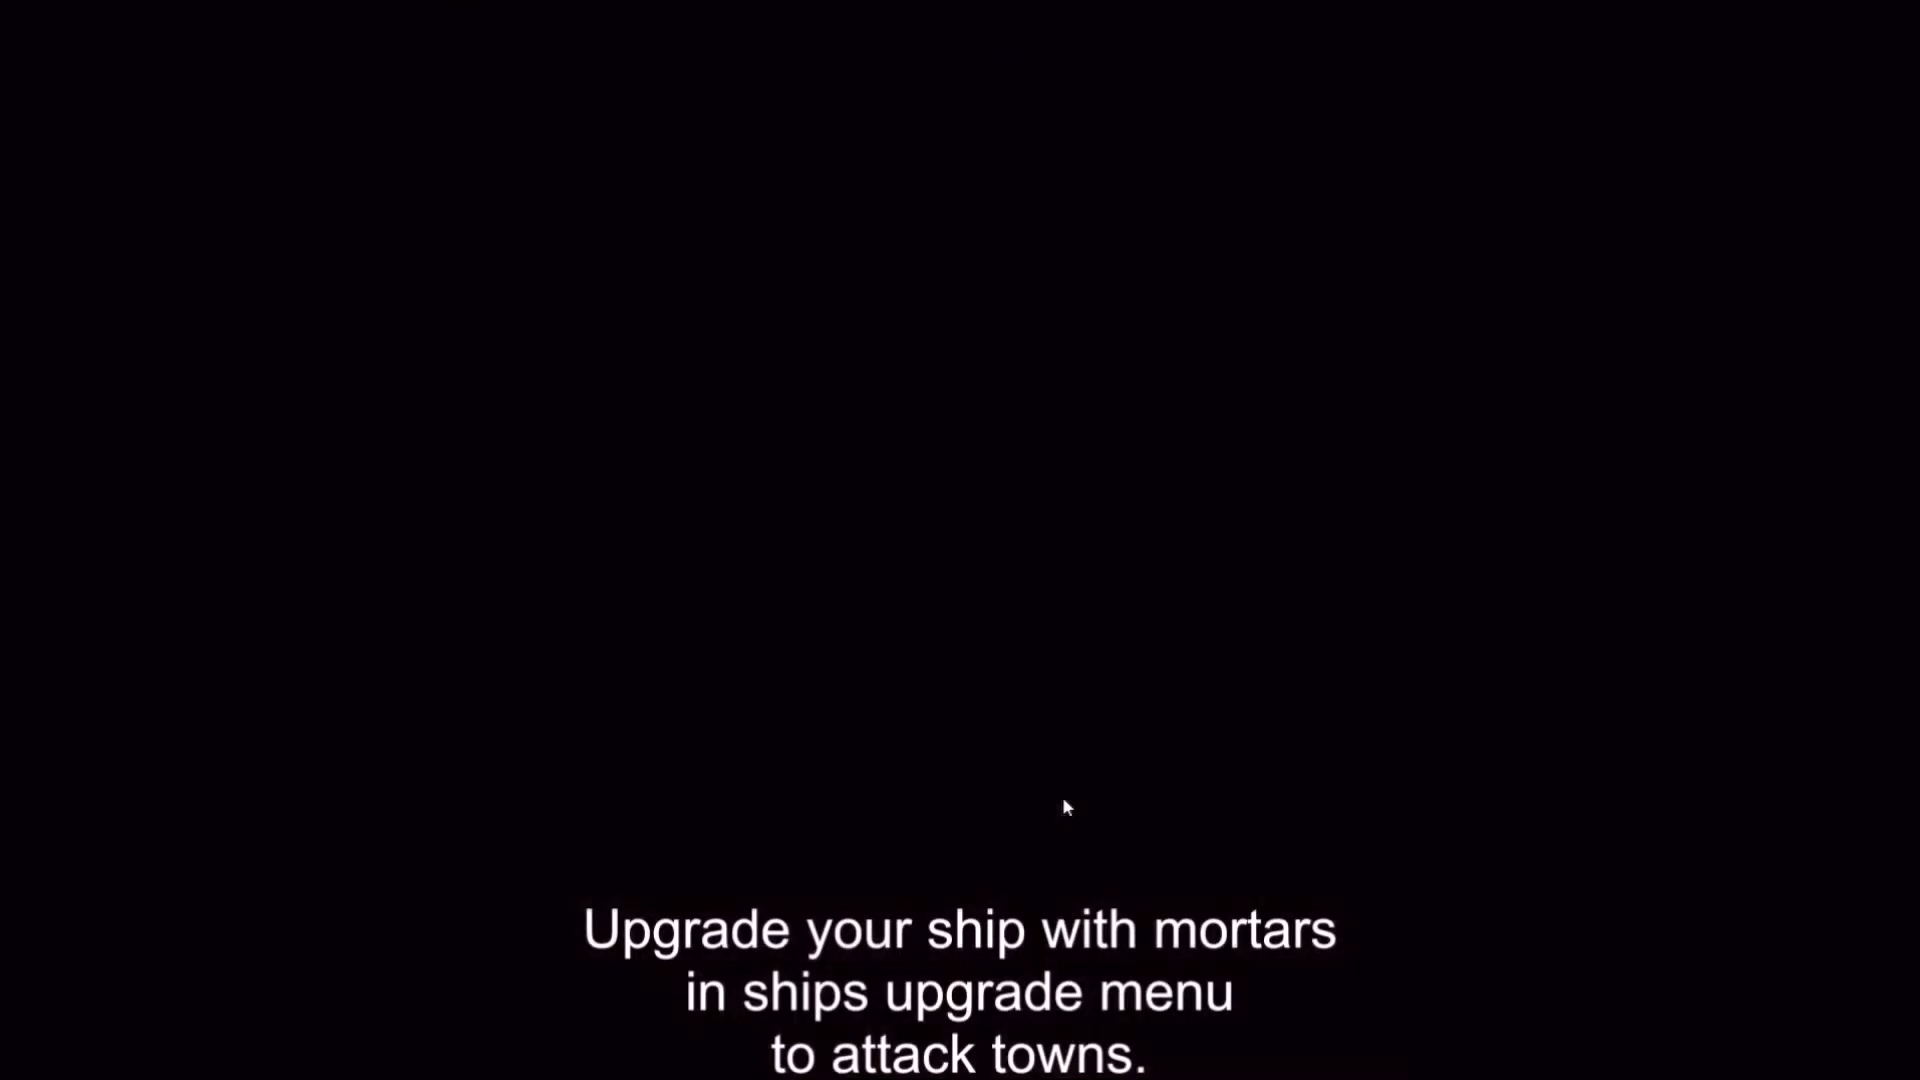 Upgrade your ship with mortars
in ships upgrade menu
to attack towns.